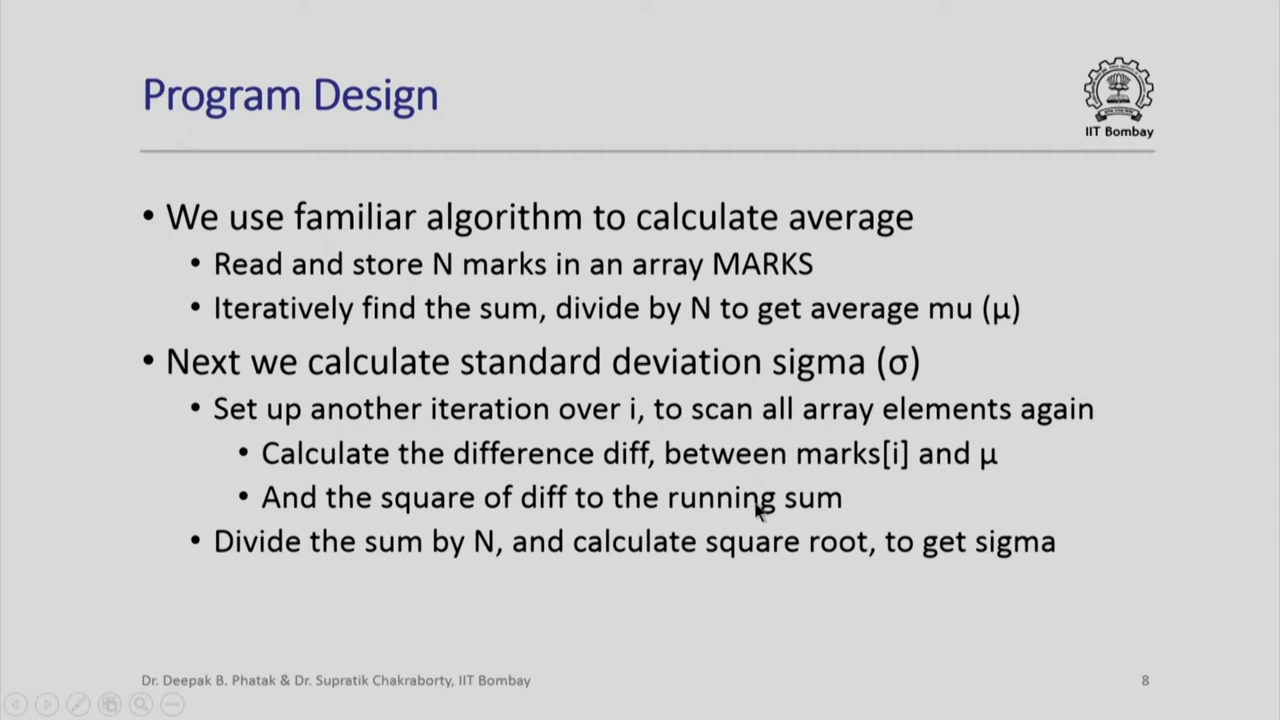 Program Design
IIT Bombay
• We use familiar algorithm to calculate average
• Read and store N marks in an array MARKS
• Iteratively find the sum, divide by N to get average mu (μ)
• Next we calculate standard deviation sigma (σ)
• Set up another iteration over i, to scan all array elements again
• Calculate the difference diff, between marks[i] and μ
• And the square of diff to the running sum
• Divide the sum by N, and calculate square root, to get sigma
Dr. Deepak B. Phatak & Dr. Supratik Chakraborty, IIT Bombay
8